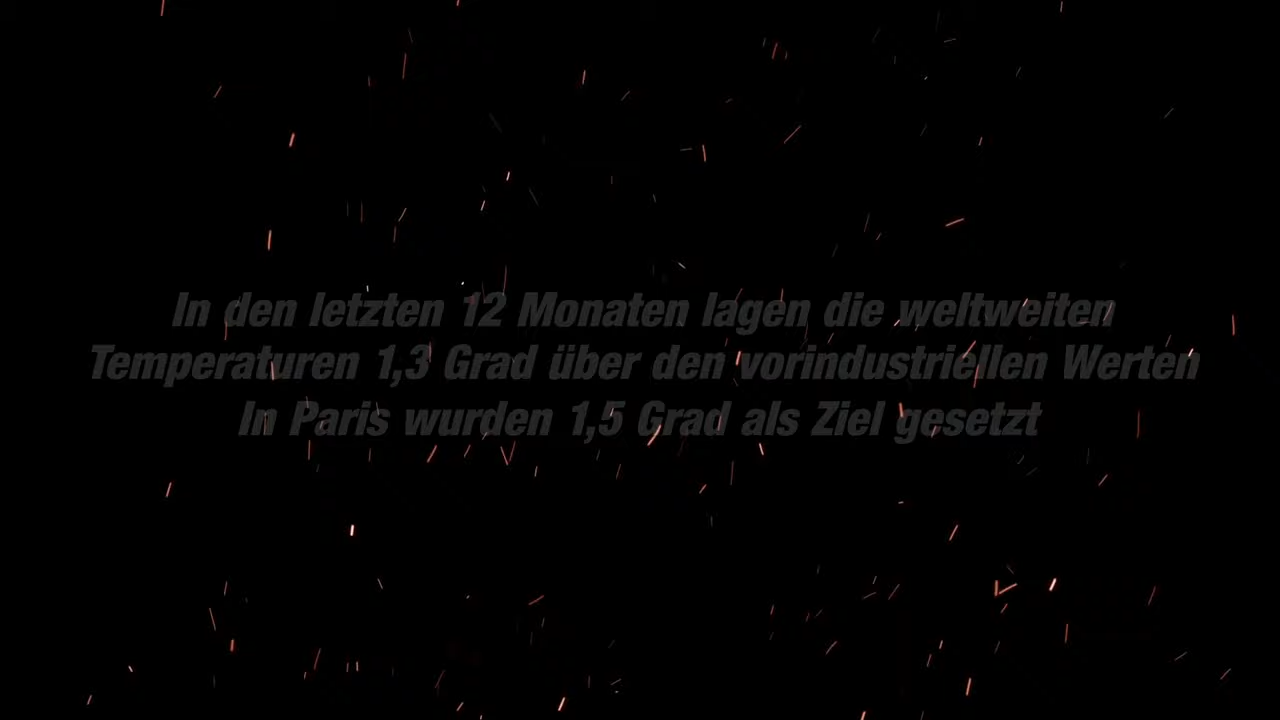 In den letzten 12 Monaten lagen die weltweiten
Temperaturen 1,3 Grad über den vorindustriellen Werten
In Paris wurden 1,5 Grad als Ziel gesetzt